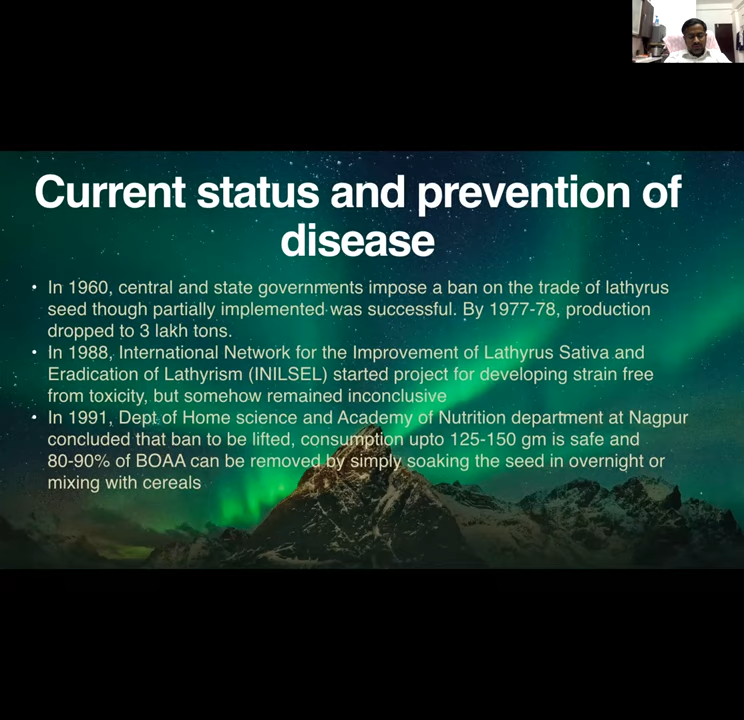 Current status and prevention of
disease
• In 1960, central and state governments impose a ban on the trade of lathyrus
seed though partially implemented was successful. By 1977-78, production
dropped to 3 lakh tons.
• In 1988, International Network for the Improvement of Lathyrus Sativa and
Eradication of Lathyrism (INILSEL) started project for developing strain free
from toxicity, but somehow remained inconclusive
• In 1991, Dept of Home science and Academy of Nutrition department at Nagpur
concluded that ban to be lifted, consumption upto 125-150 gm is safe and
80-90% of BOAA can be removed by simply soaking the seed in overnight or
mixing with cereals